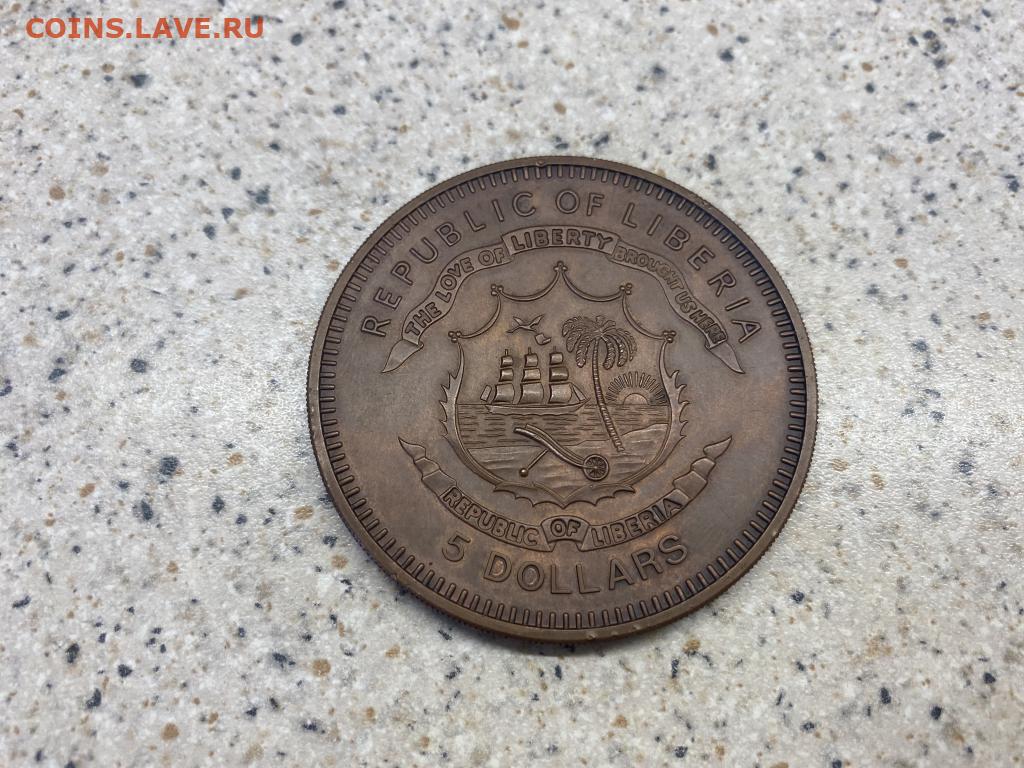 COINS.LAVE.RU
REPUBLIC OF LIBERIA
THE LOVE OF LIBERTY BROUGHT US HERE
REPUBLIC OF LIBERIA
5 DOLLARS